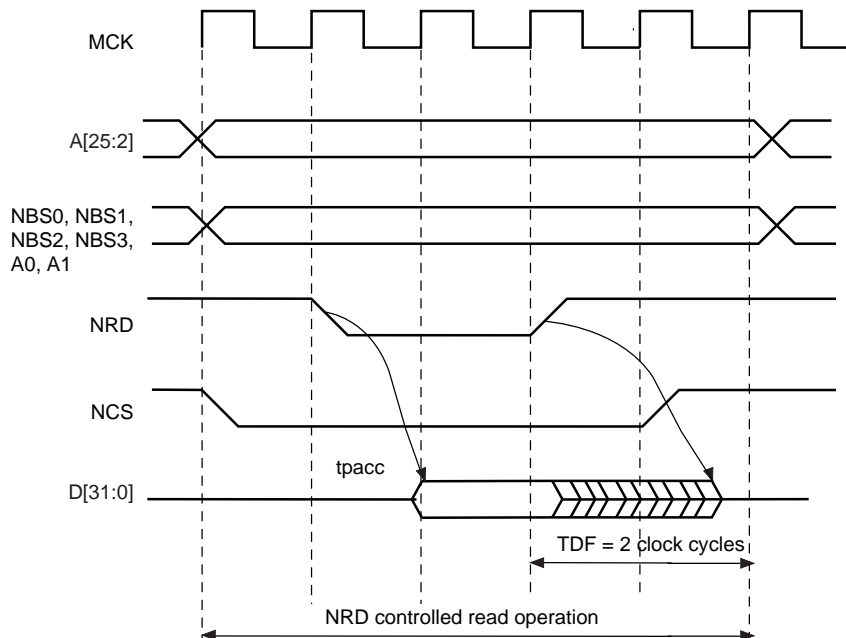 MCK
A[25:2]
NBS0, NBS1,
NBS2, NBS3,
A0, A1
NRD
NCS
tpacc
D[31:0]
TDF = 2 clock cycles
NRD controlled read operation